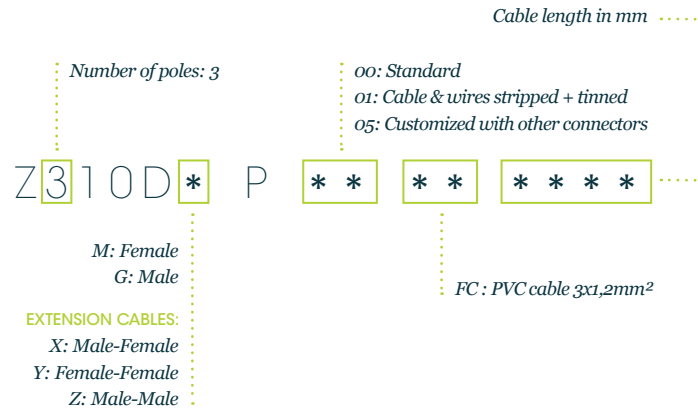 Cable length in mm
Number of poles: 3
00: Standard
01: Cable & wires stripped + tinned
05: Customized with other connectors
Z310D* P ** ** ****
M: Female
G: Male
FC : PVC cable 3x1,2mm²
EXTENSION CABLES:
X: Male-Female
Y: Female-Female
Z: Male-Male